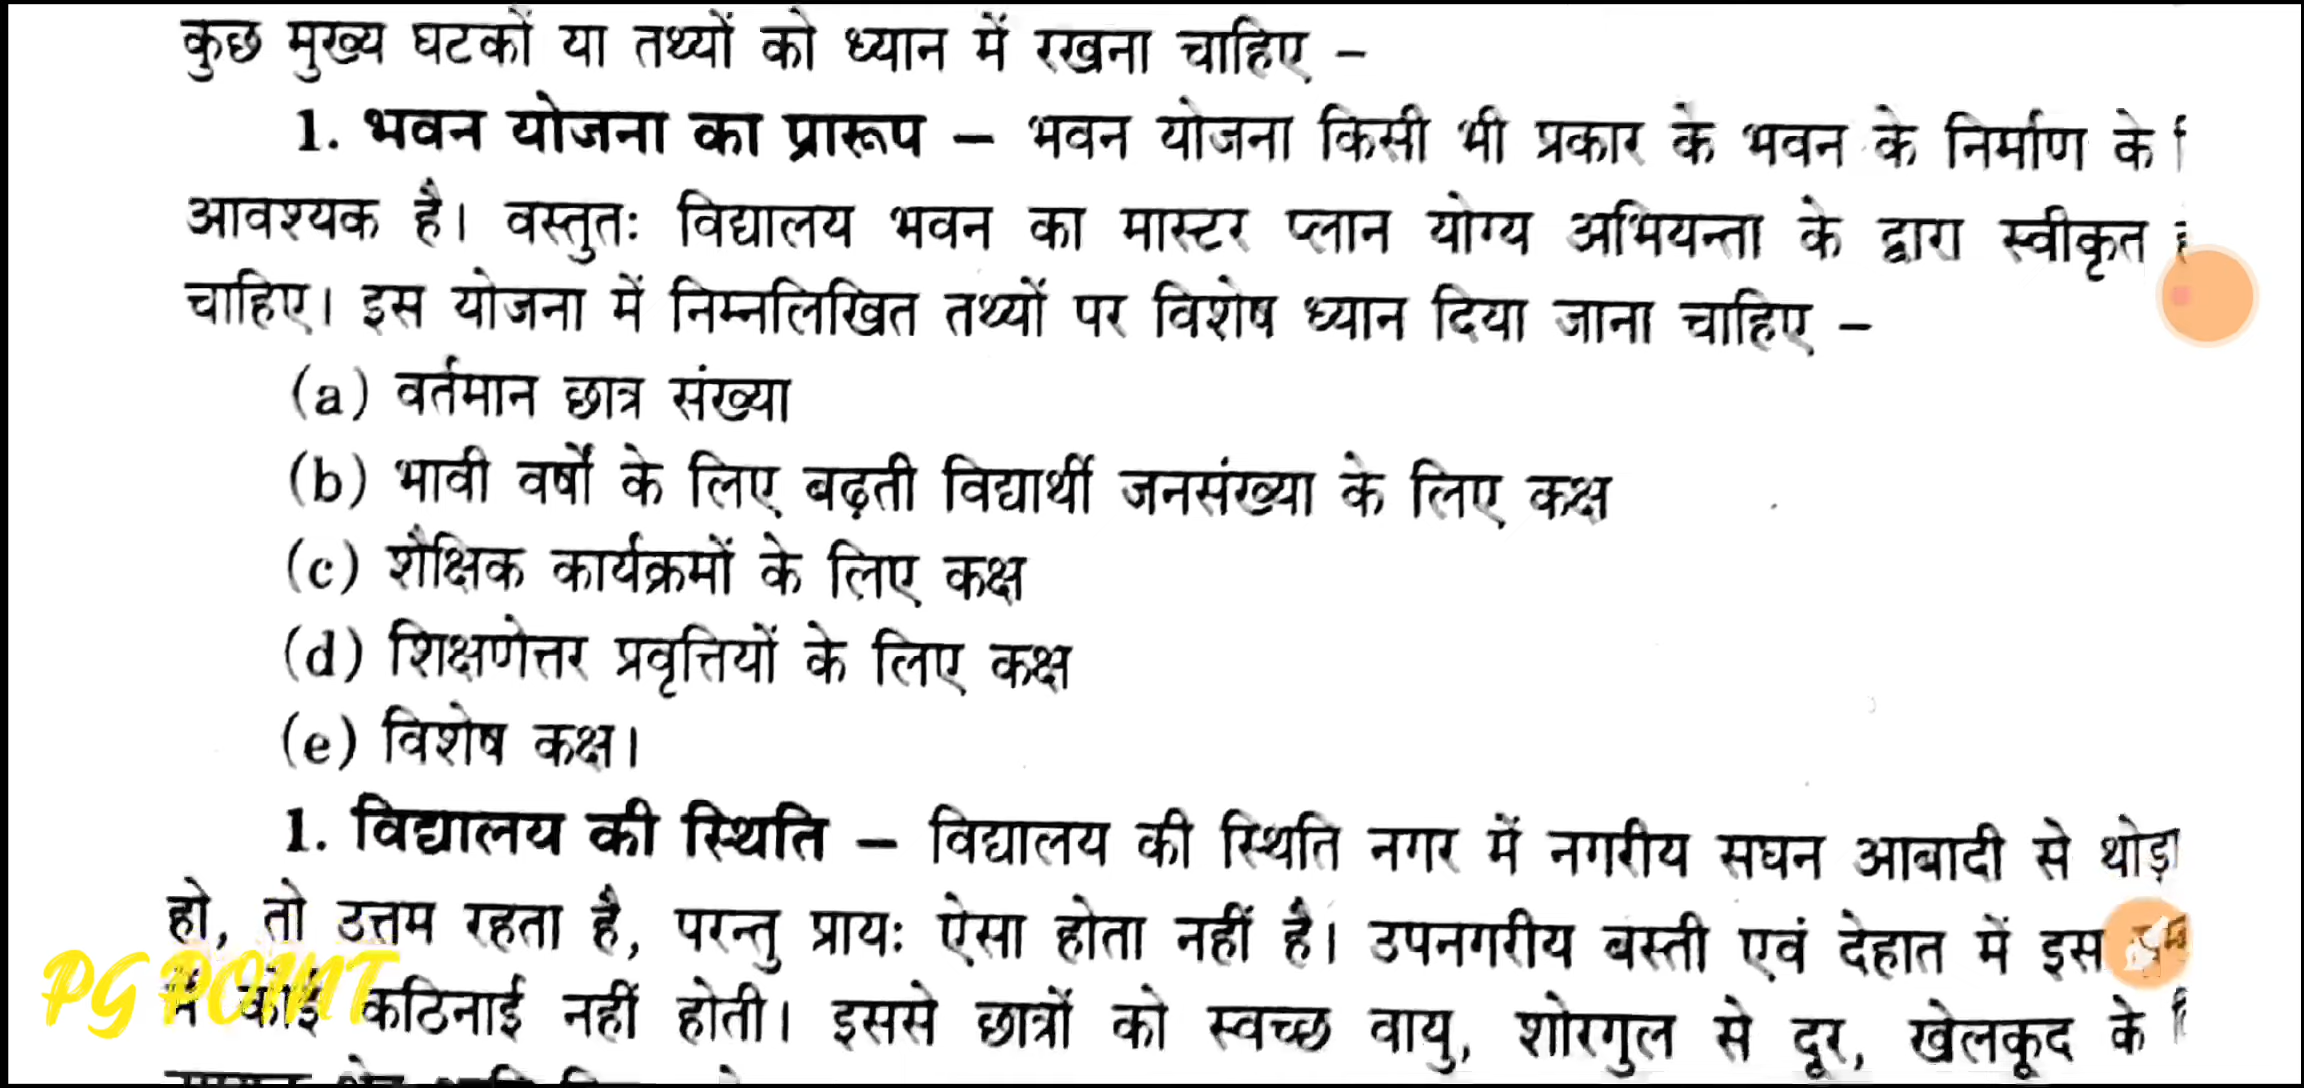 कुछ मुख्य घटकों या तथ्यों को ध्यान में रखना चाहिए –
1. भवन योजना का प्रारूप – भवन योजना किसी भी प्रकार के भवन के निर्माण के
आवश्यक है। वस्तुतः विद्यालय भवन का मास्टर प्लान योग्य अभियन्ता के द्वारा स्वीकृत
चाहिए। इस योजना में निम्नलिखित तथ्यों पर विशेष ध्यान दिया जाना चाहिए –
(a) वर्तमान छात्र संख्या
(b) भावी वर्षो के लिए बढ़ती विद्यार्थी जनसंख्या के लिए कक्ष
(c) शैक्षिक कार्यक्रमों के लिए कक्ष
(d) शिक्षणेत्तर प्रवृत्तियों के लिए कक्ष
(e) विशेष कक्ष।
1. विद्यालय की स्थिति – विद्यालय की स्थिति नगर में नगरीय सघन आबादी से थोड़ा
हो, तो उत्तम रहता है, परन्तु प्रायः ऐसा होता नहीं है। उपनगरीय बस्ती एवं देहात में इस
में कोई कठिनाई नहीं होती। इससे छात्रों को स्वच्छ वायु, शोरगुल से दूर, खेलकूद के
PG POINT